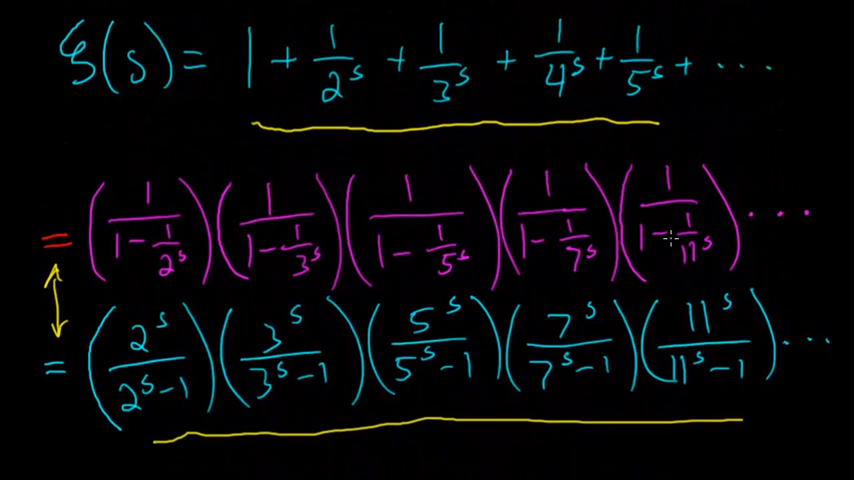 ζ(s) = 1 + 1/2^s + 1/3^s + 1/4^s + 1/5^s + ...
= (1/(1 - 1/2^s)) (1/(1 - 1/3^s)) (1/(1 - 1/5^s)) (1/(1 - 1/7^s)) (1/(1 - 1/11^s)) ...
= (2^s/(2^s - 1)) (3^s/(3^s - 1)) (5^s/(5^s - 1)) (7^s/(7^s - 1)) (11^s/(11^s - 1)) ...